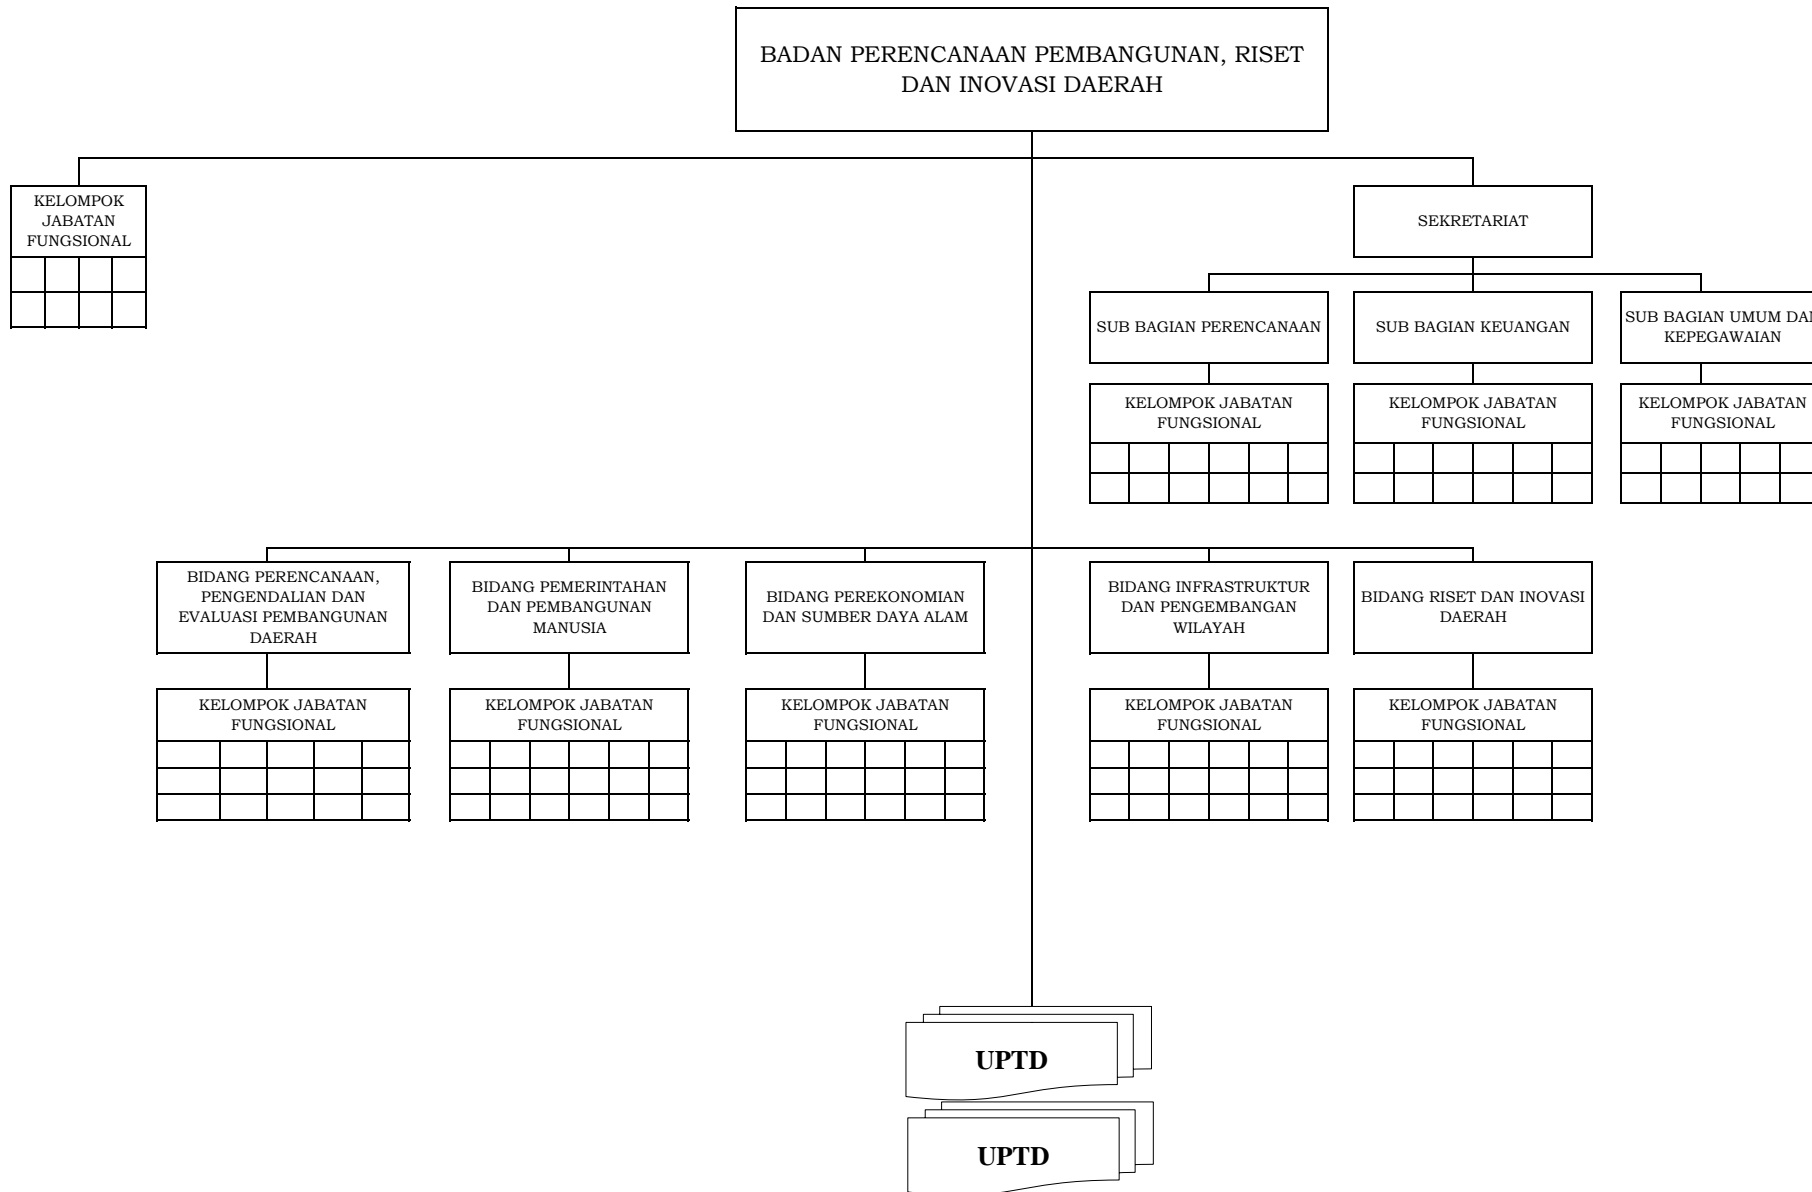 BADAN PERENCANAAN PEMBANGUNAN, RISET
DAN INOVASI DAERAH
KELOMPOK
JABATAN
FUNGSIONAL
SEKRETARIAT
SUB BAGIAN PERENCANAAN
SUB BAGIAN KEUANGAN
SUB BAGIAN UMUM DAN
KEPEGAWAIAN
KELOMPOK JABATAN
FUNGSIONAL
KELOMPOK JABATAN
FUNGSIONAL
KELOMPOK JABATAN
FUNGSIONAL
BIDANG PERENCANAAN,
PENGENDALIAN DAN
EVALUASI PEMBANGUNAN
DAERAH
BIDANG PEMERINTAHAN
DAN PEMBANGUNAN
MANUSIA
BIDANG PEREKONOMIAN
DAN SUMBER DAYA ALAM
BIDANG INFRASTRUKTUR
DAN PENGEMBANGAN
WILAYAH
BIDANG RISET DAN INOVASI
DAERAH
KELOMPOK JABATAN
FUNGSIONAL
KELOMPOK JABATAN
FUNGSIONAL
KELOMPOK JABATAN
FUNGSIONAL
KELOMPOK JABATAN
FUNGSIONAL
KELOMPOK JABATAN
FUNGSIONAL
UPTD
UPTD